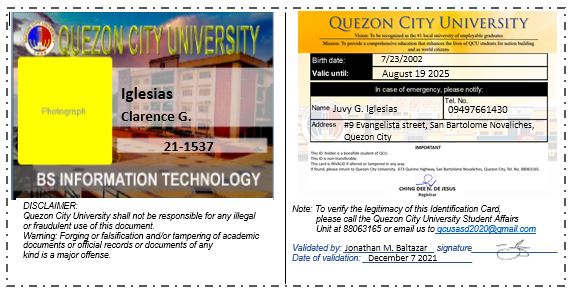 QUEZON CITY UNIVERSITY
Photograph
Iglesias
Clarence G.
21-1537
BS INFORMATION TECHNOLOGY
DISCLAIMER:
Quezon City University shall not be responsible for any illegal
or fraudulent use of this document.
Warning: Forging or falsification and/or tampering of academic
documents or official records or documents of any
kind is a major offense.
QUEZON CITY UNIVERSITY
Vision: To be recognized as the #1 local university of employable graduates
Mission: To provide a comprehensive education that enhances the lives of QCU students for nation building
and as world citizens
Birth date: 7/23/2002
Valid until: August 19 2025
In case of emergency, please notify:
Name Juvy G. Iglesias
Tel. No.
09497661430
Address #9 Evangelista street, San Bartolome Novaliches,
Quezon City
IMPORTANT
This ID holder is a bonafide student of QCU.
This ID is non-transferable.
This card is INVALID if altered or tampered in any way.
If found, please return to Quezon City University, 673 Quirino Highway, San Bartolome Novaliches, Quezon City, Tel. No. 88063165.
CHING DEE N. DE JESUS
Registrar
Note: To verify the legitimacy of this Identification Card,
please call the Quezon City University Student Affairs
Unit at 88063165 or email us to qcusasd2020@gmail.com
Validated by: Jonathan M. Baltazar signature
Date of validation: December 7 2021